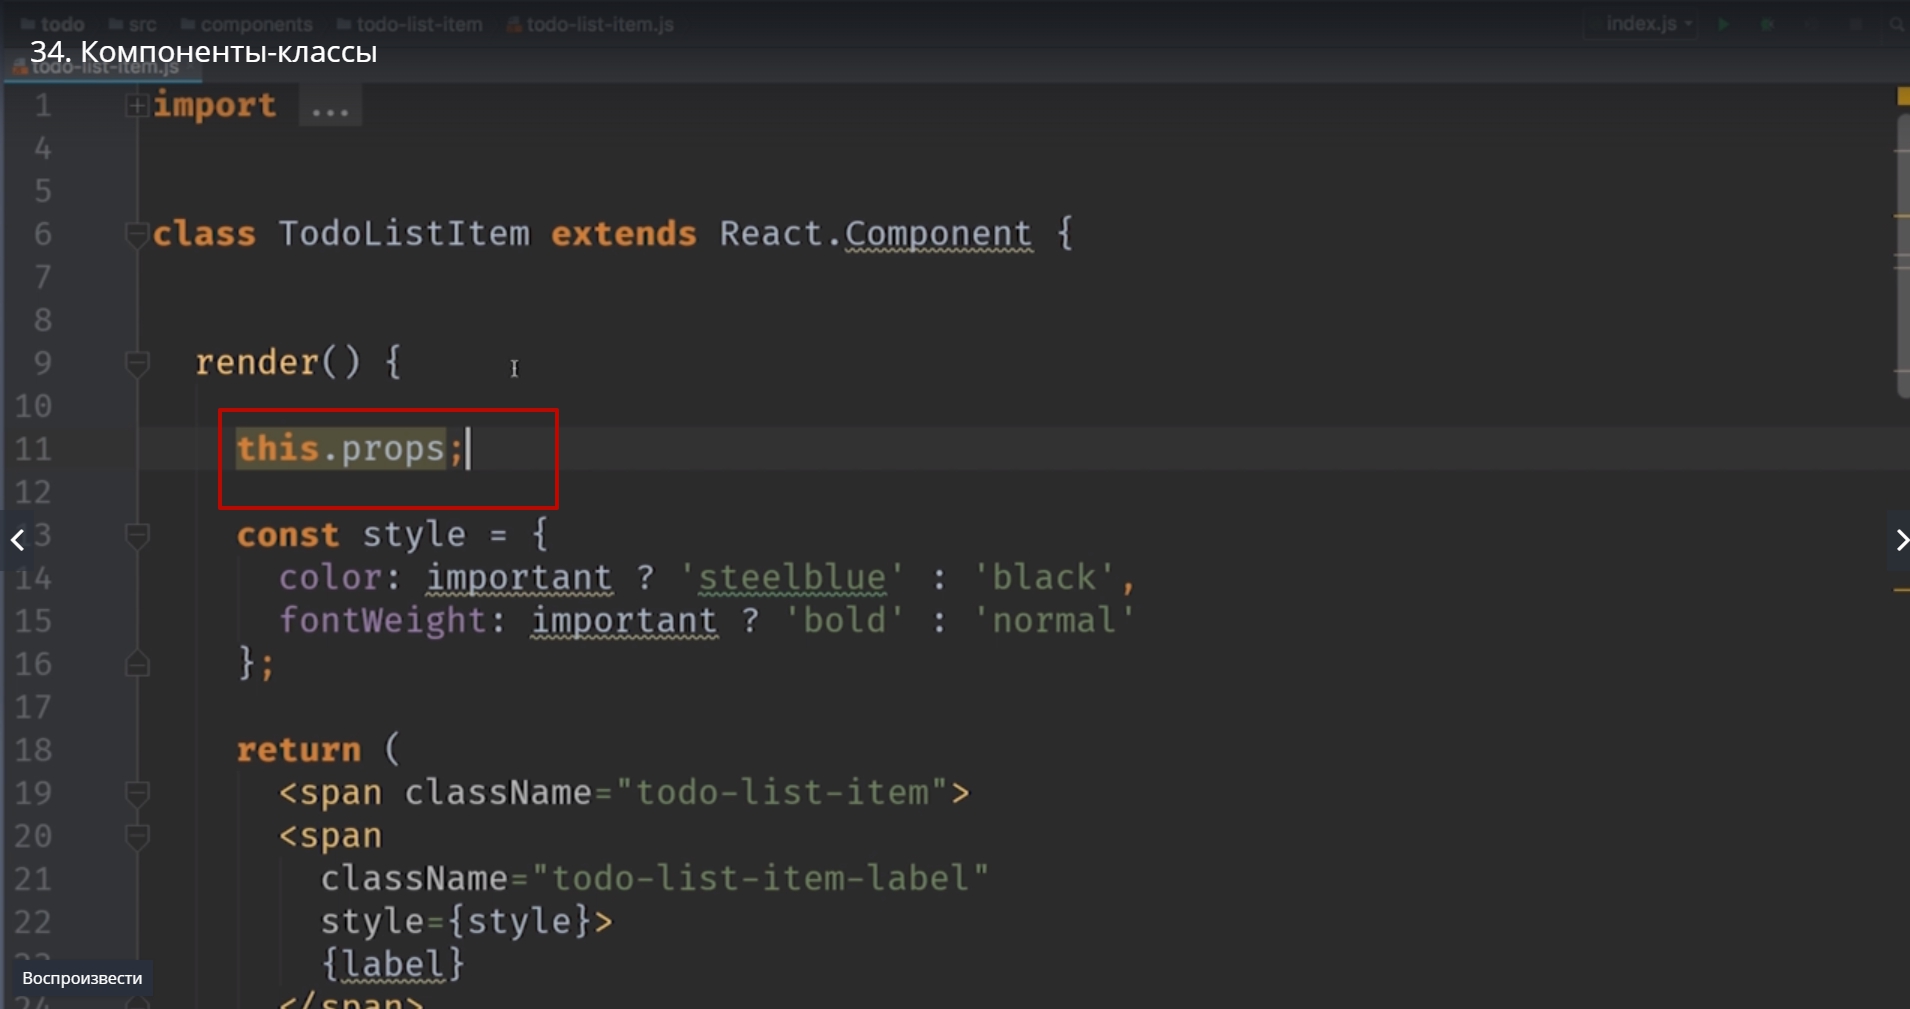 todo src components todo-list-item todo-list-item.js index.js
34. Компоненты-классы
todo-list-item.js
1 import ...
4
5
6 class TodoListItem extends React.Component {
7
8
9 render() {
10
11 this.props;
12
13 const style = {
14 color: important ? 'steelblue' : 'black',
15 fontWeight: important ? 'bold' : 'normal'
16 };
17
18 return (
19 <span className="todo-list-item">
20 <span
21 className="todo-list-item-label"
22 style={style}>
{label}
Воспроизвести
24 </span>